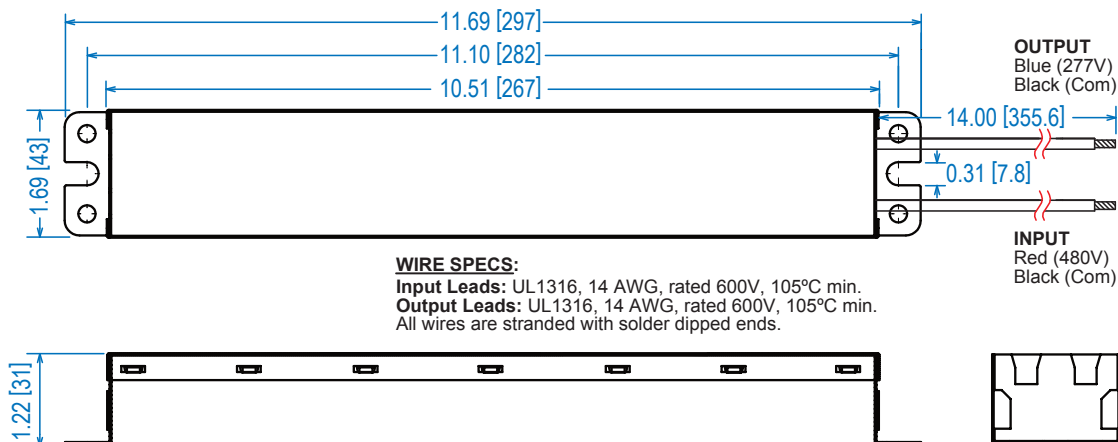 11.69 [297]
11.10 [282]
10.51 [267]
OUTPUT
Blue (277V)
Black (Com)
14.00 [355.6]
1.69 [43]
0.31 [7.8]
INPUT
Red (480V)
Black (Com)
WIRE SPECS:
Input Leads: UL1316, 14 AWG, rated 600V, 105ºC min.
Output Leads: UL1316, 14 AWG, rated 600V, 105ºC min.
All wires are stranded with solder dipped ends.
1.22 [31]